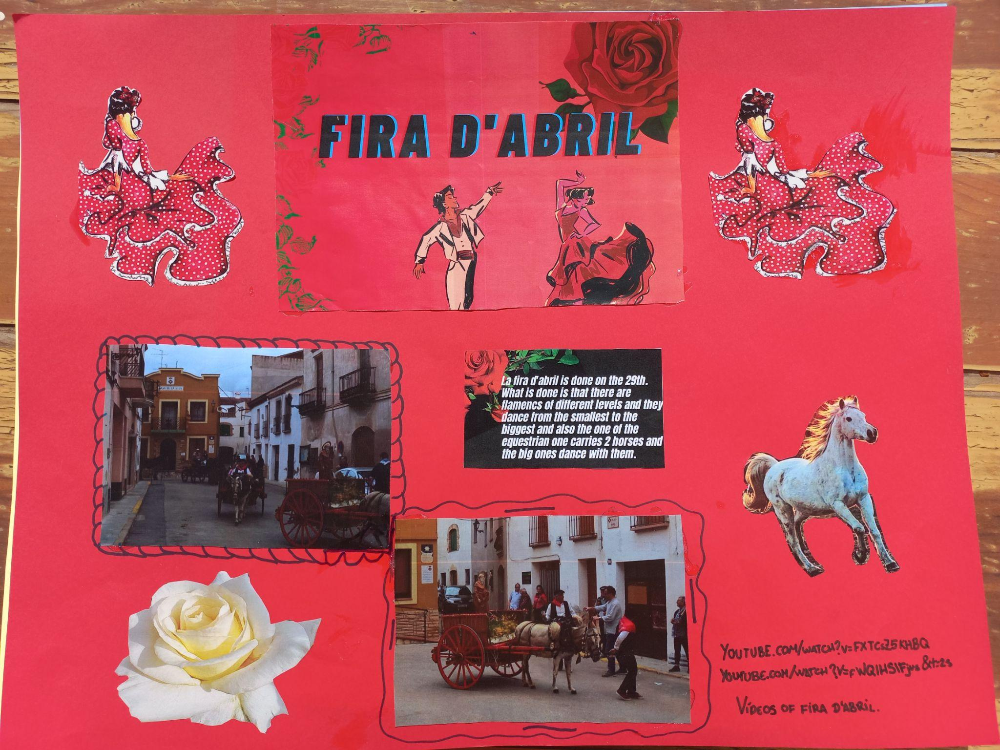 FIRA D'ABRIL
La fira d'abril is done on the 29th.
What is done is that there are
flamencs of different levels and they
dance from the smallest to the
biggest and also the one of the
equestrian one carries 2 horses and
the big ones dance with them.
YOUTUBE.COM/WATCH?V=FXTCsZ5KHBQ
YOUTUBE.COM/WATCH?V=FWQIHSIFjus&t=2s
VíDEOS OF FIRA D'ABRIL.